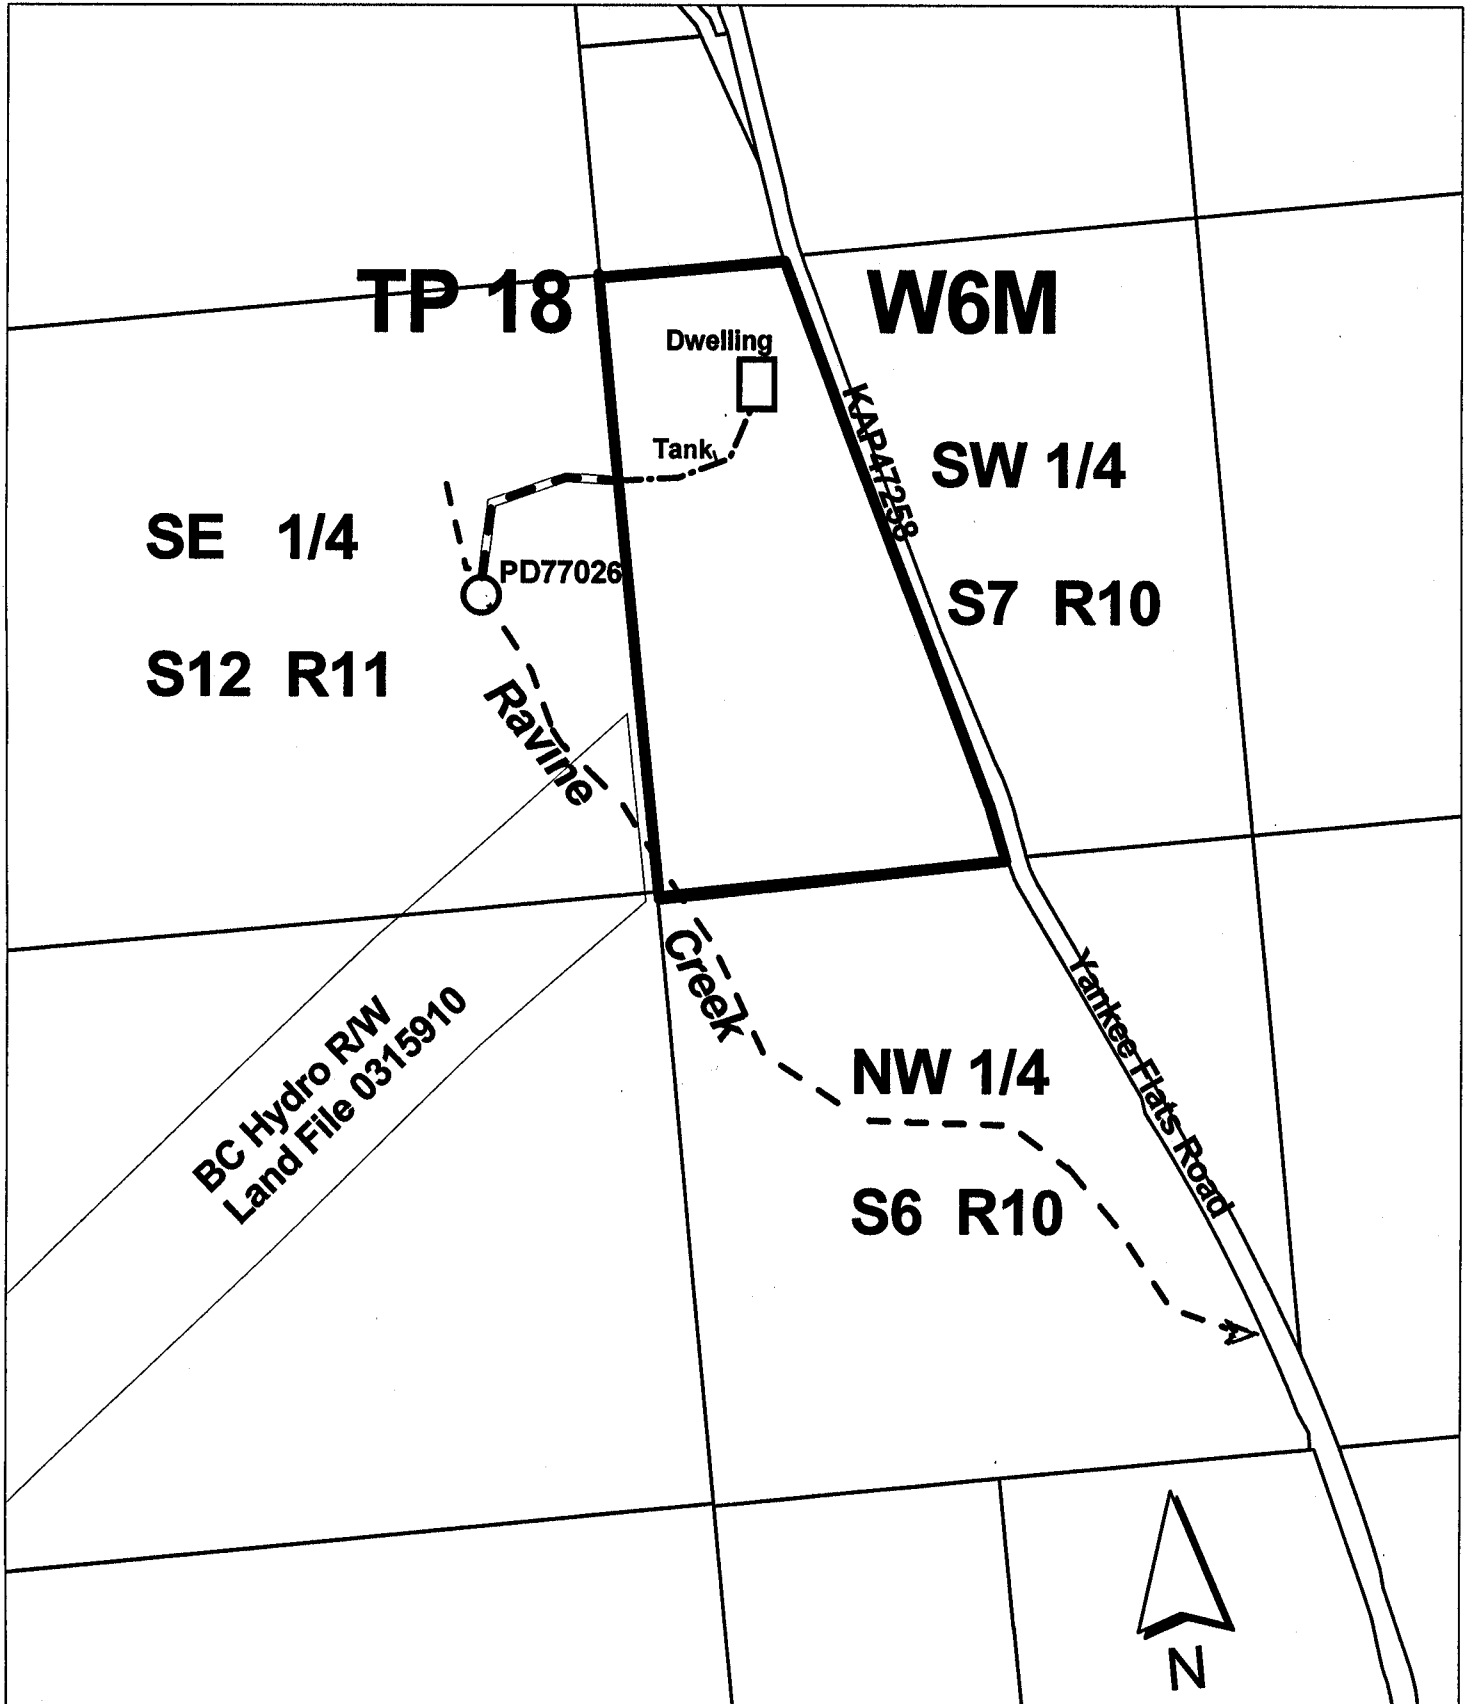 TP 18
W6M
Dwelling
KAP47258
Tank
SW 1/4
SE 1/4
PD77026
S7 R10
S12 R11
Ravine
Creek
Yankee Flats Road
BC Hydro R/W
Land File 0315910
NW 1/4
S6 R10
N